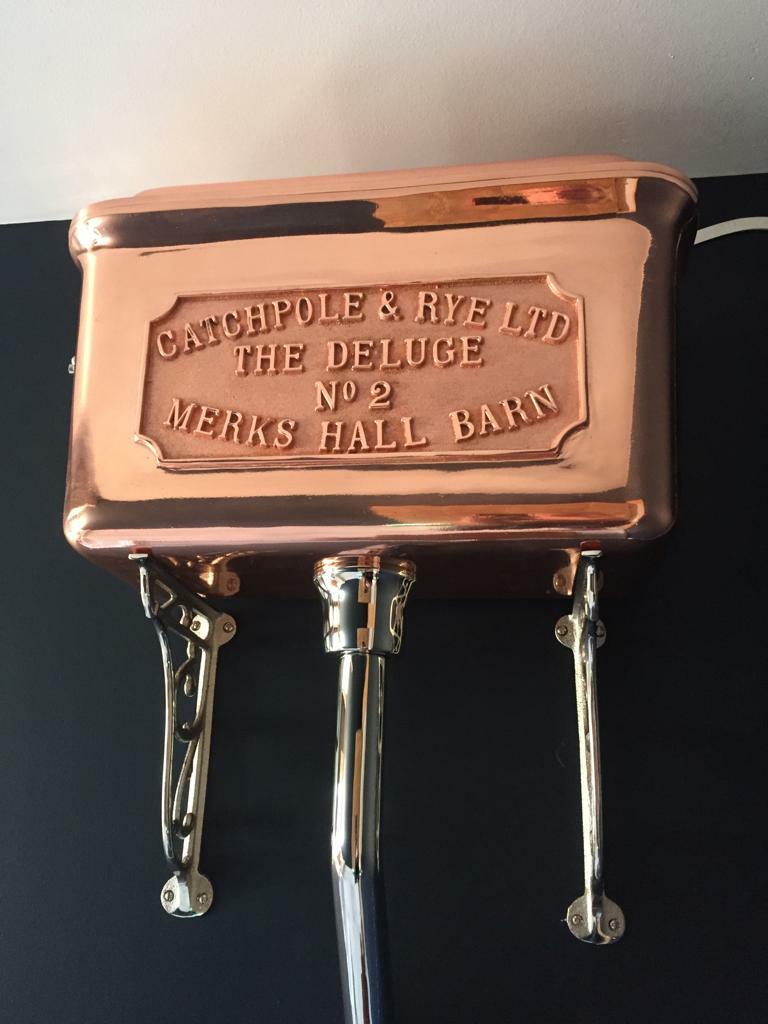 CATCHPOLE & RYE LTD
THE DELUGE
Nº 2
MERKS HALL BARN